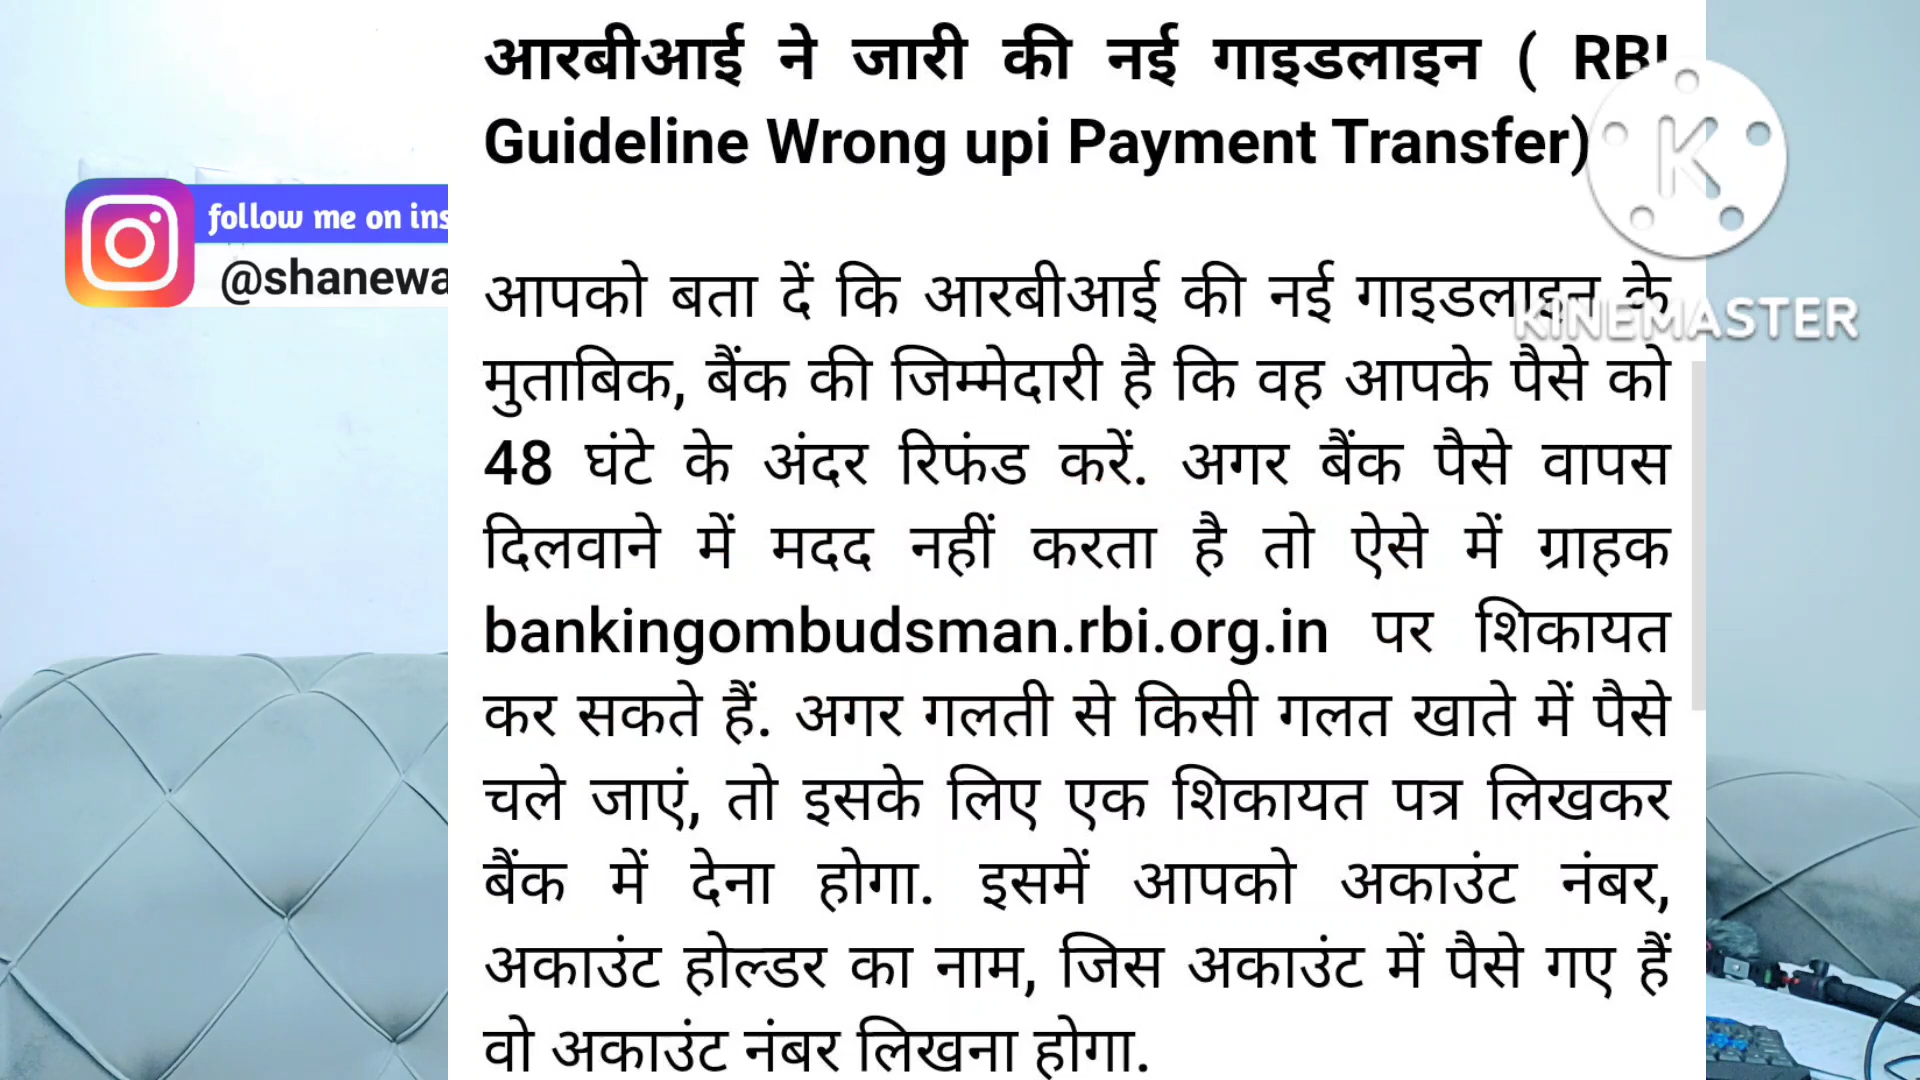 आरबीआई ने जारी की नई गाइडलाइन ( RBI
Guideline Wrong upi Payment Transfer)
follow me on ins
@shanewa
आपको बता दें कि आरबीआई की नई गाइडलाइन के
KINEMASTER
मुताबिक, बैंक की जिम्मेदारी है कि वह आपके पैसे को
48 घंटे के अंदर रिफंड करें. अगर बैंक पैसे वापस
दिलवाने में मदद नहीं करता है तो ऐसे में ग्राहक
bankingombudsman.rbi.org.in पर शिकायत
कर सकते हैं. अगर गलती से किसी गलत खाते में पैसे
चले जाएं, तो इसके लिए एक शिकायत पत्र लिखकर
बैंक में देना होगा. इसमें आपको अकाउंट नंबर,
अकाउंट होल्डर का नाम, जिस अकाउंट में पैसे गए हैं
वो अकाउंट नंबर लिखना होगा.